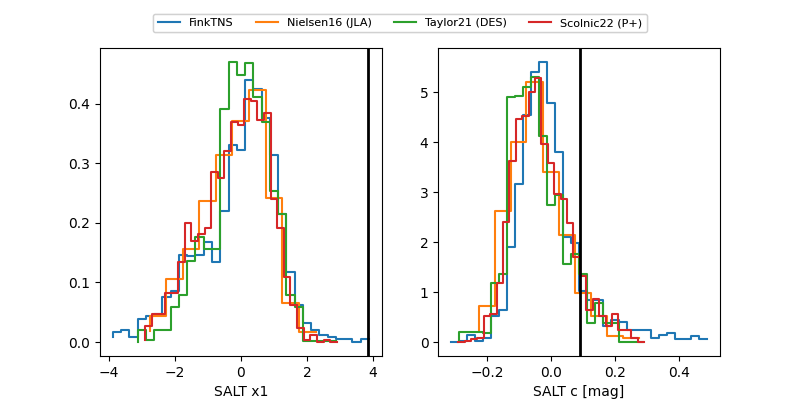 FinkTNS Nielsen16 (JLA) Taylor21 (DES) Scolnic22 (P+)
0.4
0.3
0.2
0.1
0.0
−4 −2 0 2 4
SALT x1
5
4
3
2
1
0
−0.2 0.0 0.2 0.4
SALT c [mag]